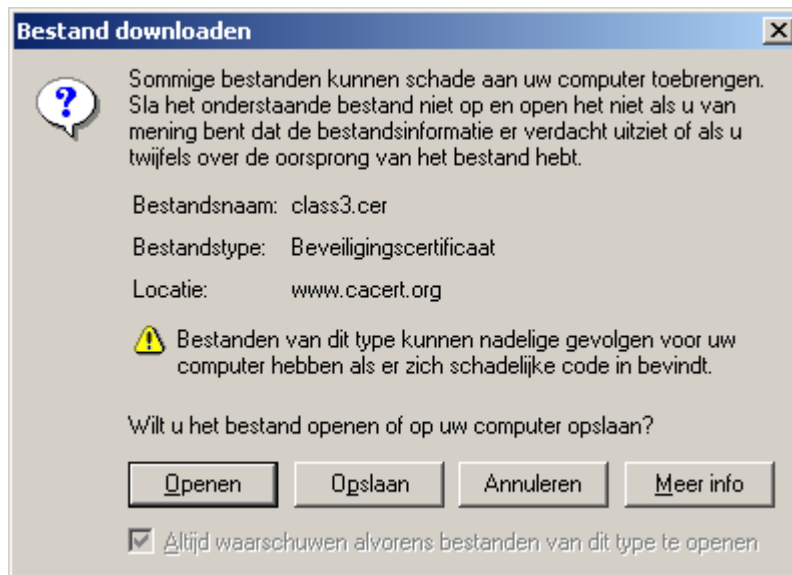 Bestand downloaden
Sommige bestanden kunnen schade aan uw computer toebrengen.
Sla het onderstaande bestand niet op en open het niet als u van
mening bent dat de bestandsinformatie er verdacht uitziet of als u
twijfels over de oorsprong van het bestand hebt.
Bestandsnaam: class3.cer
Bestandstype: Beveiligingscertificaat
Locatie: www.cacert.org
Bestanden van dit type kunnen nadelige gevolgen voor uw
computer hebben als er zich schadelijke code in bevindt.
Wilt u het bestand openen of op uw computer opslaan?
Openen Opslaan Annuleren Meer info
Altijd waarschuwen alvorens bestanden van dit type te openen